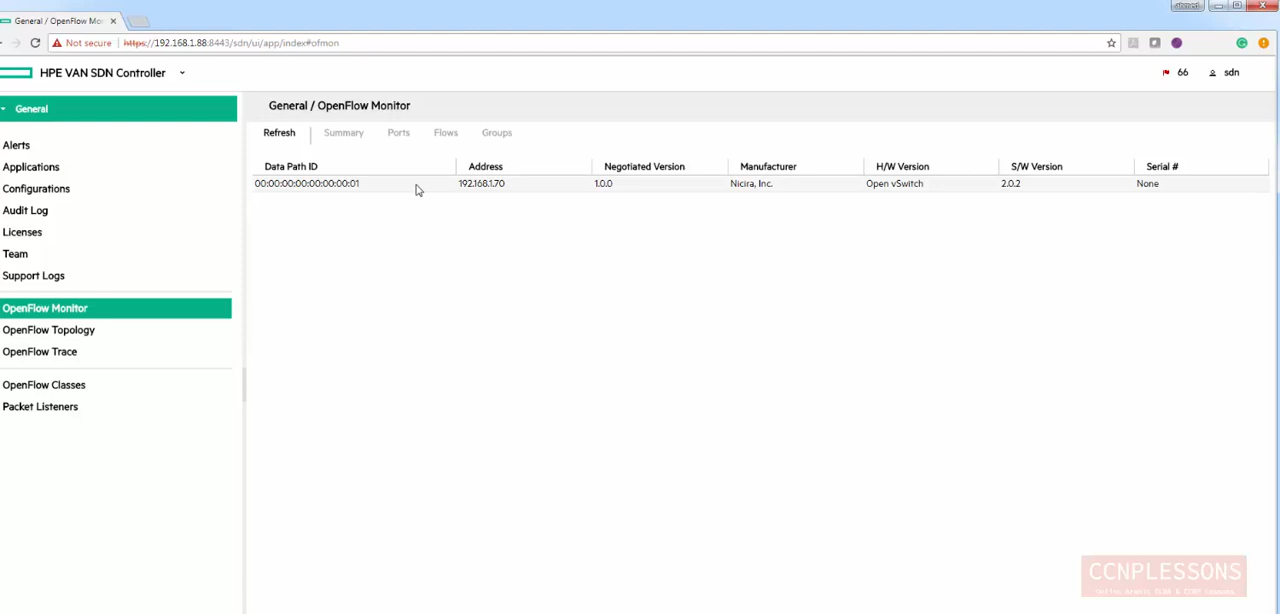 General / OpenFlow Mor
Not secure https://192.168.1.88:8443/sdn/ui/app/index#ofmon
HPE VAN SDN Controller 66 sdn
General General / OpenFlow Monitor
Refresh Summary Ports Flows Groups
Alerts
Applications
Configurations
Audit Log
Licenses
Team
Support Logs
OpenFlow Monitor
OpenFlow Topology
OpenFlow Trace
OpenFlow Classes
Packet Listeners
Data Path ID Address Negotiated Version Manufacturer H/W Version S/W Version Serial #
00:00:00:00:00:00:00:01 192.168.1.70 1.0.0 Nicira, Inc. Open vSwitch 2.0.2 None
CCNPLESSONS